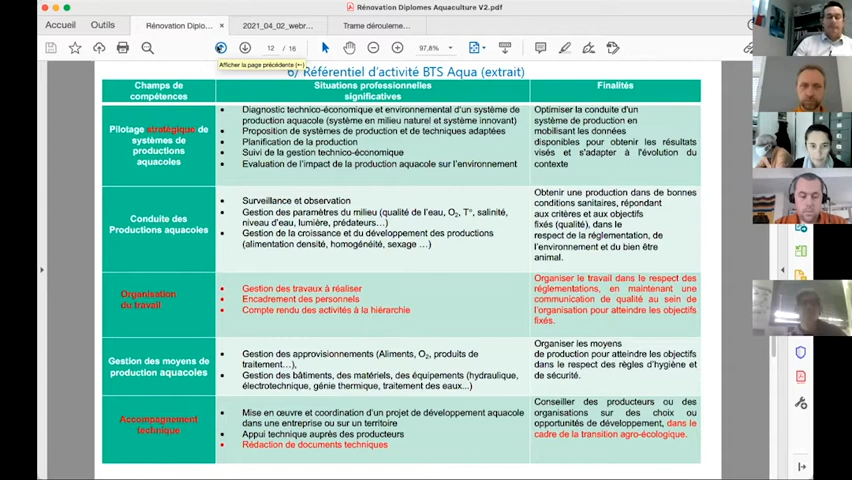 Rénovation Diplomes Aquaculture V2.pdf
Accueil
Outils
Rénovation Diplom...
×
2021_04_02_webr...
Trame dérouleme...
12 / 16
97,8%
Afficher la page précédente (←)
6/ Référentiel d'activité BTS Aqua (extrait)
Champs de
compétences
Situations professionnelles
significatives
Finalités
Pilotage stratégique de
systèmes de
productions
aquacoles
• Diagnostic technico-économique et environnemental d'un système de
production aquacole (système en milieu naturel et système innovant)
• Proposition de systèmes de production et de techniques adaptées
• Planification de la production
• Suivi de la gestion technico-économique
• Evaluation de l'impact de la production aquacole sur l'environnement
Optimiser la conduite d'un
système de production en
mobilisant les données
disponibles pour obtenir les résultats
visés et s'adapter à l'évolution du
contexte
Conduite des
Productions aquacoles
• Surveillance et observation
• Gestion des paramètres du milieu (qualité de l'eau, O2, T°, salinité,
niveau d'eau, lumière, prédateurs…)
• Gestion de la croissance et du développement des productions
(alimentation densité, homogénéité, sexage …)
Obtenir une production dans de bonnes
conditions sanitaires, répondant
aux critères et aux objectifs
fixés (qualité), dans le
respect de la réglementation, de
l'environnement et du bien être
animal.
Organisation
du travail
• Gestion des travaux à réaliser
• Encadrement des personnels
• Compte rendu des activités à la hiérarchie
Organiser le travail dans le respect des
réglementations, en maintenant une
communication de qualité au sein de
l'organisation pour atteindre les objectifs
fixés.
Gestion des moyens de
production aquacoles
• Gestion des approvisionnements (Aliments, O2, produits de
traitement…),
• Gestion des bâtiments, des matériels, des équipements (hydraulique,
électrotechnique, génie thermique, traitement des eaux...)
Organiser les moyens
de production pour atteindre les objectifs
dans le respect des règles d'hygiène et
de sécurité.
Accompagnement
technique
• Mise en œuvre et coordination d'un projet de développement aquacole
dans une entreprise ou sur un territoire
• Appui technique auprès des producteurs
• Rédaction de documents techniques
Conseiller des producteurs ou des
organisations sur des choix ou
opportunités de développement, dans le
cadre de la transition agro-écologique.